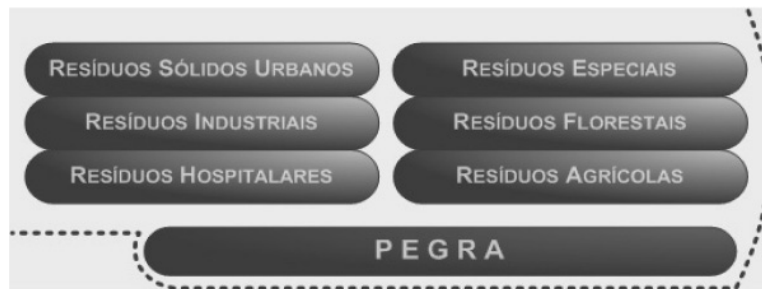 RESÍDUOS SÓLIDOS URBANOS
RESÍDUOS ESPECIAIS
RESÍDUOS INDUSTRIAIS
RESÍDUOS FLORESTAIS
RESÍDUOS HOSPITALARES
RESÍDUOS AGRÍCOLAS
PEGRA